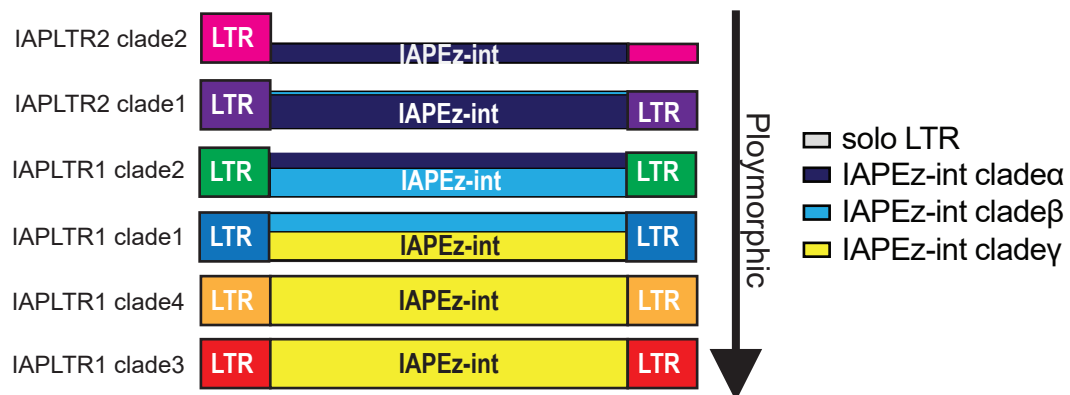 IAPLTR2 clade2 LTR IAPEz-int
IAPLTR2 clade1 LTR IAPEz-int LTR
IAPLTR1 clade2 LTR IAPEz-int LTR
IAPLTR1 clade1 LTR IAPEz-int LTR
IAPLTR1 clade4 LTR IAPEz-int LTR
IAPLTR1 clade3 LTR IAPEz-int LTR
Ploymorphic
solo LTR
IAPEz-int cladeα
IAPEz-int cladeβ
IAPEz-int cladeγ